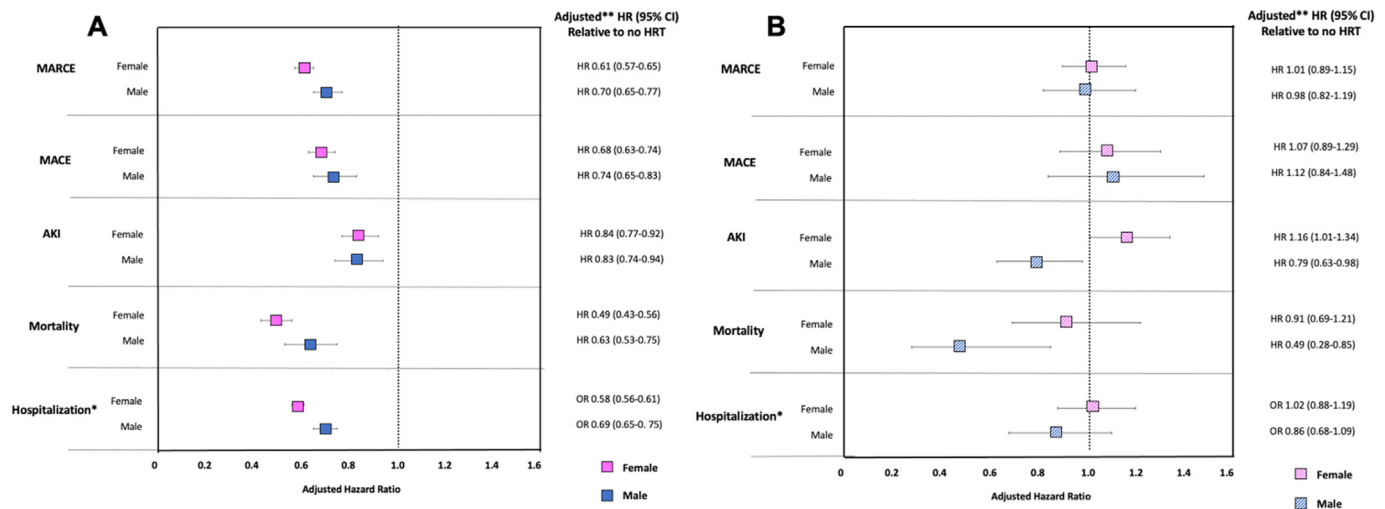 A
Adjusted** HR (95% CI)
Relative to no HRT
MARCE
Female
HR 0.61 (0.57-0.65)
Male
HR 0.70 (0.65-0.77)
MACE
Female
HR 0.68 (0.63-0.74)
Male
HR 0.74 (0.65-0.83)
AKI
Female
HR 0.84 (0.77-0.92)
Male
HR 0.83 (0.74-0.94)
Mortality
Female
HR 0.49 (0.43-0.56)
Male
HR 0.63 (0.53-0.75)
Hospitalization*
Female
OR 0.58 (0.56-0.61)
Male
OR 0.69 (0.65-0. 75)
0 0.2 0.4 0.6 0.8 1.0 1.2 1.4 1.6
Adjusted Hazard Ratio
Female
Male
B
Adjusted** HR (95% CI)
Relative to no HRT
MARCE
Female
HR 1.01 (0.89-1.15)
Male
HR 0.98 (0.82-1.19)
MACE
Female
HR 1.07 (0.89-1.29)
Male
HR 1.12 (0.84-1.48)
AKI
Female
HR 1.16 (1.01-1.34)
Male
HR 0.79 (0.63-0.98)
Mortality
Female
HR 0.91 (0.69-1.21)
Male
HR 0.49 (0.28-0.85)
Hospitalization*
Female
OR 1.02 (0.88-1.19)
Male
OR 0.86 (0.68-1.09)
0 0.2 0.4 0.6 0.8 1.0 1.2 1.4 1.6
Adjusted Hazard Ratio
Female
Male